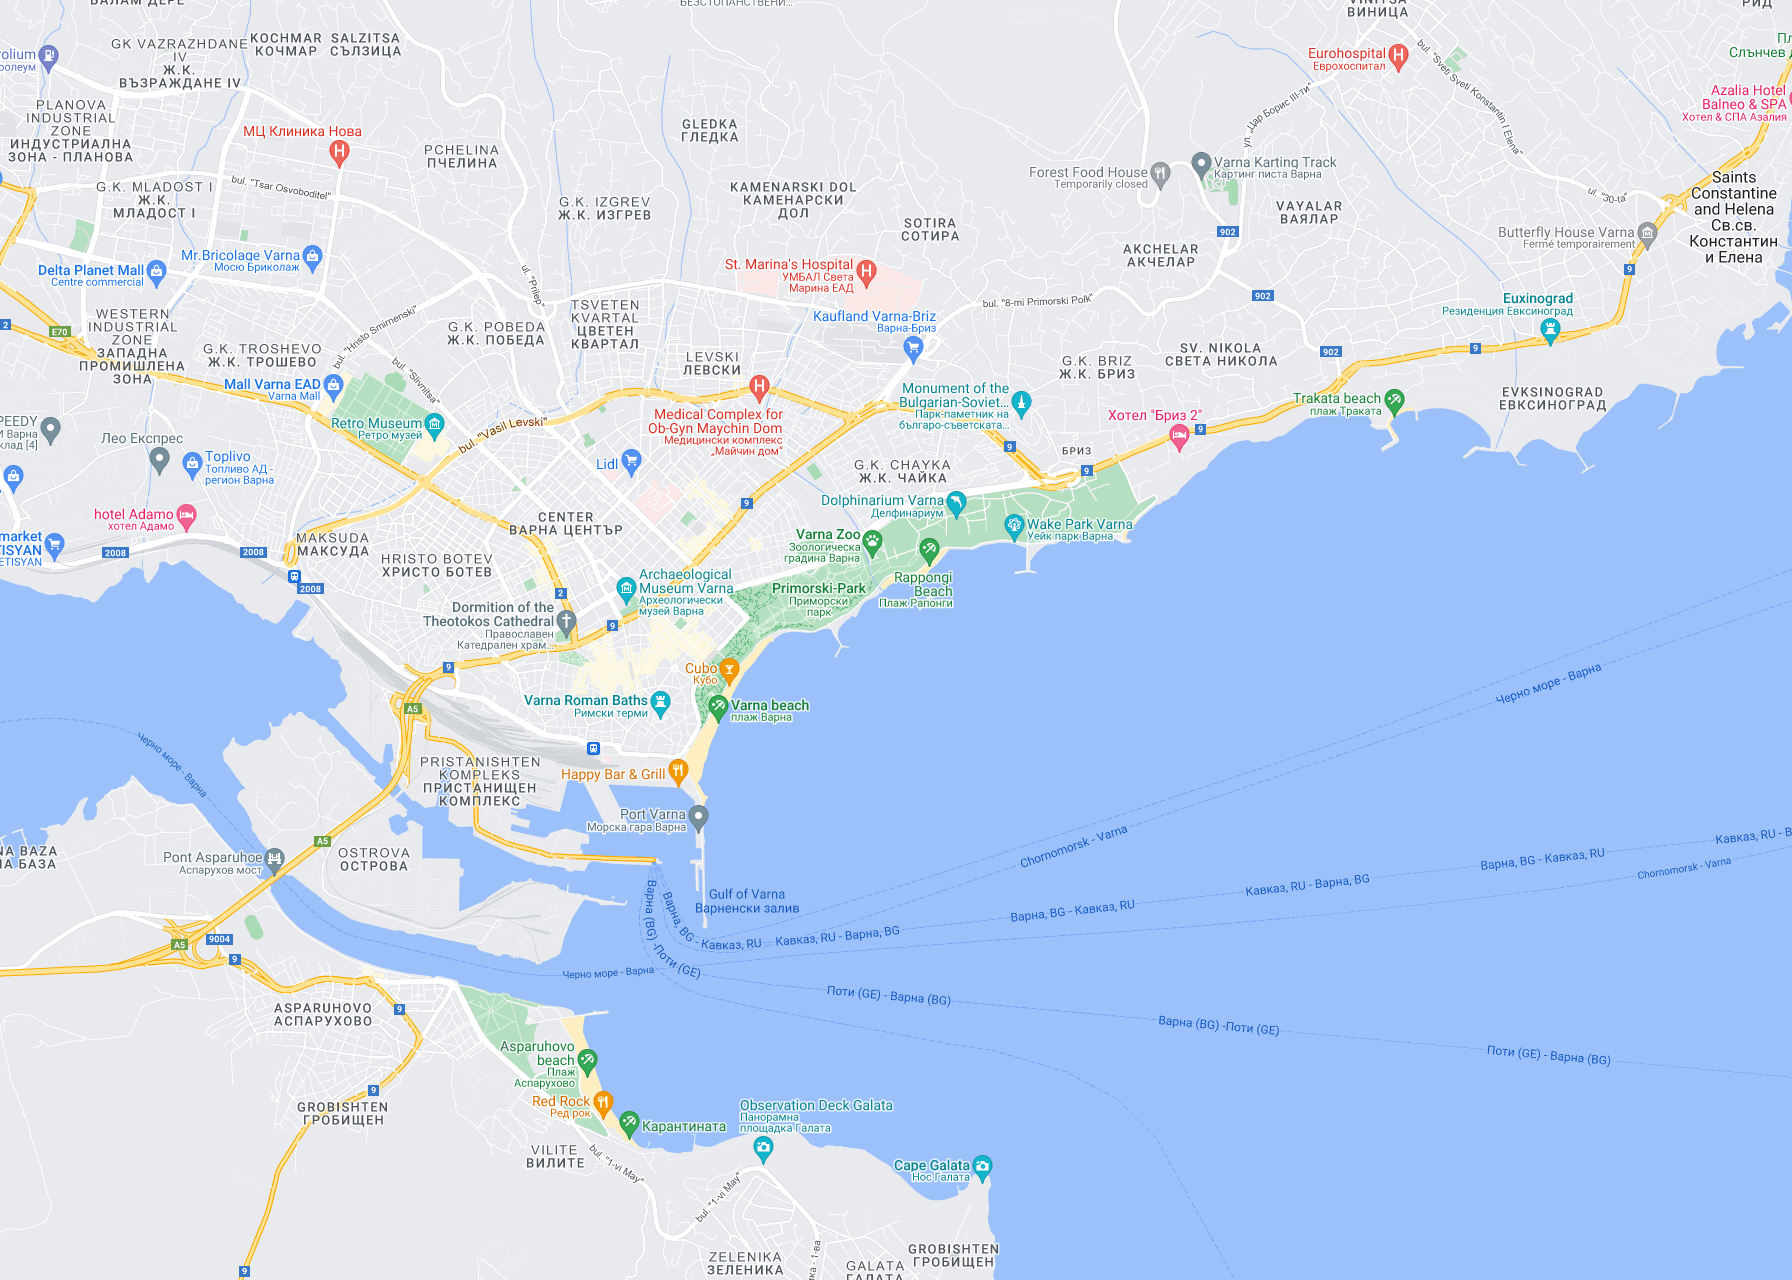 БЕЗСТОПАНСТВЕНИ...
VINITSA
ВИНИЦА
РИД
GK VAZRAZHDANE
IV
Ж.К.
ВЪЗРАЖДАНЕ IV
KOCHMAR
КОЧМАР
SALZITSA
СЪЛЗИЦА
Eurohospital
Еврохоспитал
bul. "Sveti Sveti Konstantin i Elena"
Слънчев д
Azalia Hotel
Balneo & SPA
Хотел & СПА Азалия
PLANOVA
INDUSTRIAL
ZONE
ИНДУСТРИАЛНА
ЗОНА - ПЛАНОВА
МЦ Клиника Нова
PCHELINA
ПЧЕЛИНА
GLEDKA
ГЛЕДКА
ул. „Цар Борис III-ти"
Forest Food House
Temporarily closed
Varna Karting Track
Картинг писта Варна
G.K. MLADOST I
Ж.К.
МЛАДОСТ I
bul. "Tsar Osvoboditel"
G.K. IZGREV
Ж.К. ИЗГРЕВ
KAMENARSKI DOL
КАМЕНАРСКИ
ДОЛ
SOTIRA
СОТИРА
VAYALAR
ВАЯЛАР
ul. "30-ta"
Saints
Constantine
and Helena
Св.св.
Константин
и Елена
902
Butterfly House Varna
Fermé temporairement
AKCHELAR
АКЧЕЛАР
Mr.Bricolage Varna
Мосю Бриколаж
Delta Planet Mall
Centre commercial
St. Marina's Hospital
УМБАЛ Света
Марина ЕАД
ul. "Prilep"
9
902
bul. "8-mi Primorski Polk"
Euxinograd
Резиденция Евксиноград
WESTERN
INDUSTRIAL
ZONE
ЗАПАДНА
ПРОМИШЛЕНА
ЗОНА
2
E70
TSVETEN
KVARTAL
ЦВЕТЕН
КВАРТАЛ
Kaufland Varna-Briz
Варна-Бриз
G.K. POBEDA
Ж.К. ПОБЕДА
bul. "Hristo Smirnenski"
G.K. TROSHEVO
Ж.К. ТРОШЕВО
LEVSKI
ЛЕВСКИ
G.K. BRIZ
Ж.К. БРИЗ
SV. NIKOLA
СВЕТА НИКОЛА
902
9
bul. "Slivnitsa"
Mall Varna EAD
Varna Mall
Monument of the
Bulgarian-Soviet...
Парк-паметник на
българо-съветската...
Trakata beach
плаж Траката
EVKSINOGRAD
ЕВКСИНОГРАД
Retro Museum
Ретро музей
bul. "Vasil Levski"
Medical Complex for
Ob-Gyn Maychin Dom
Медицински комплекс
„Майчин дом"
Хотел "Бриз 2"
9
Лео Експрес
Toplivo
Топливо АД -
регион Варна
Lidl
9
БРИЗ
9
G.K. CHAYKA
Ж.К. ЧАЙКА
Dolphinarium Varna
Делфинариум
9
hotel Adamo
хотел Адамо
CENTER
ВАРНА ЦЕНТЪР
Wake Park Varna
Уейк парк Варна
Varna Zoo
Зоологическа
градина Варна
MAKSUDA
МАКСУДА
2008
2008
2008
HRISTO BOTEV
ХРИСТО БОТЕВ
Rappongi
Beach
Плаж Рапонги
Archaeological
Museum Varna
Археологически
музей Варна
Primorski-Park
Приморски
парк
2
Dormition of the
Theotokos Cathedral
Православен
Катедрален храм...
9
9
Cubo
Кубо
Varna Roman Baths
Римски терми
Varna beach
плаж Варна
A5
Черно море - Варна
Черно море - Варна
PRISTANISHTEN
KOMPLEKS
ПРИСТАНИЩЕН
КОМПЛЕКС
Happy Bar & Grill
Port Varna
Морска гара Варна
A5
OSTROVA
ОСТРОВА
Pont Asparuhoe
Аспарухов мост
Chornomorsk - Varna
Варна, BG - Кавказ, RU
Кавказ, RU - В
Chornomorsk - Varna
Кавказ, RU - Варна, BG
Gulf of Varna
Варненски залив
Варна, BG - Кавказ, RU
Варна, BG - Кавказ, RU
Кавказ, RU - Варна, BG
Варна (BG) -Поти (GE)
Черно море - Варна
A5
9004
9
Поти (GE) - Варна (BG)
Варна (BG) -Поти (GE)
Поти (GE) - Варна (BG)
ASPARUHOVO
АСПАРУХОВО
9
Asparuhovo
beach
Плаж
Аспарухово
9
GROBISHTEN
ГРОБИЩЕН
Red Rock
Ред рок
Карантината
Observation Deck Galata
Панорамна
площадка Галата
VILITE
ВИЛИТЕ
bul. "1-vi May"
bul. "1-vi May"
Cape Galata
Нос Галата
ZELENIKA
ЗЕЛЕНИКА
GALATA
ГАЛАТА
GROBISHTEN
ГРОБИЩЕН
9